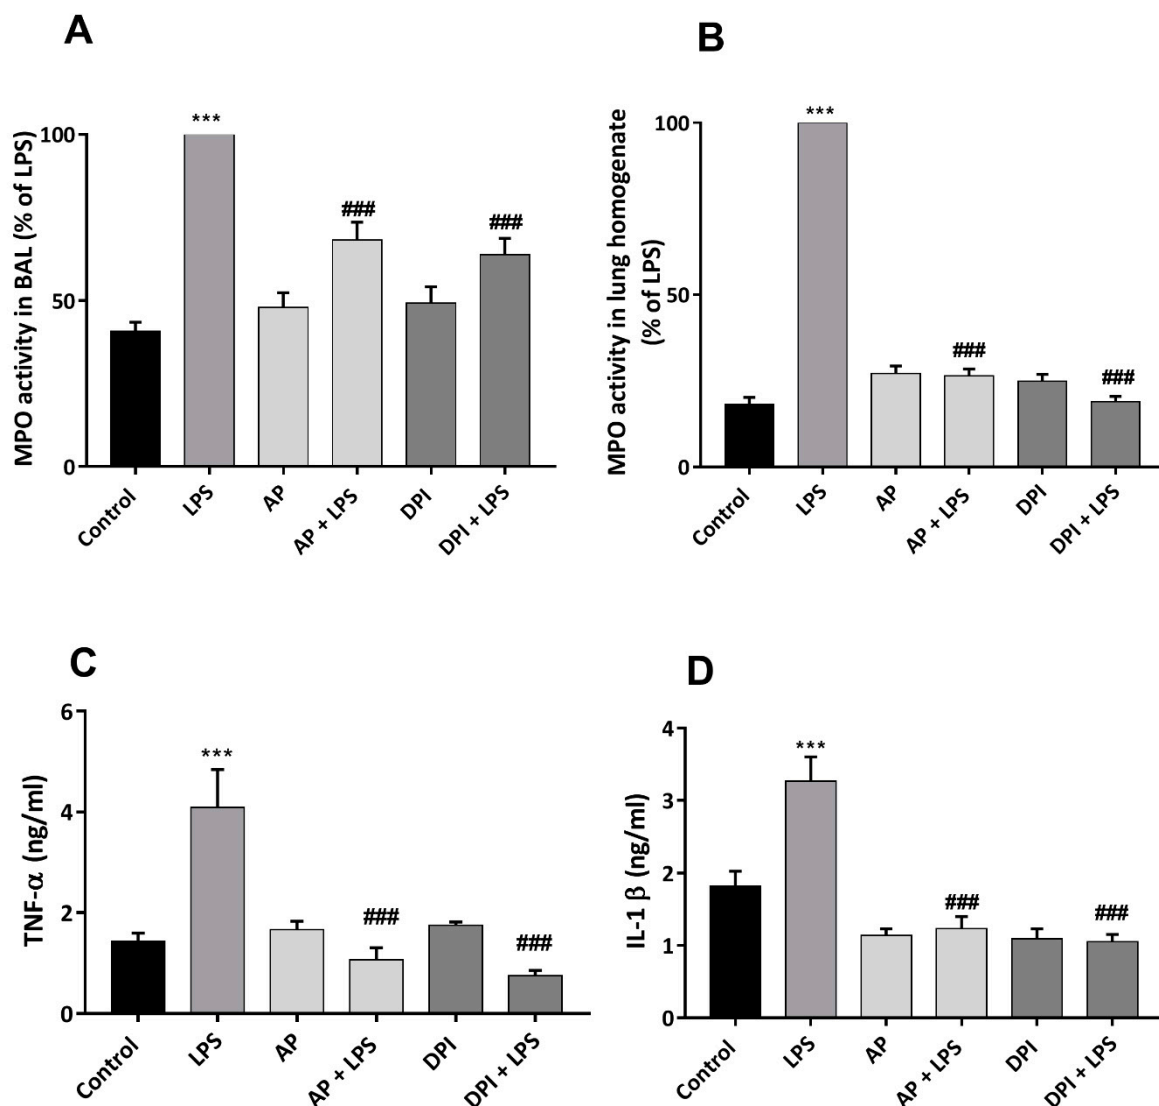 A
MPO activity in BAL (% of LPS)
100
50
0
***
###
###
Control
LPS
AP
AP + LPS
DPI
DPI + LPS
B
MPO activity in lung homogenate
(% of LPS)
100
50
0
***
###
###
Control
LPS
AP
AP + LPS
DPI
DPI + LPS
C
TNF-α (ng/ml)
6
4
2
0
***
###
###
Control
LPS
AP
AP + LPS
DPI
DPI + LPS
D
IL-1 β (ng/ml)
4
3
2
1
0
***
###
###
Control
LPS
AP
AP + LPS
DPI
DPI + LPS